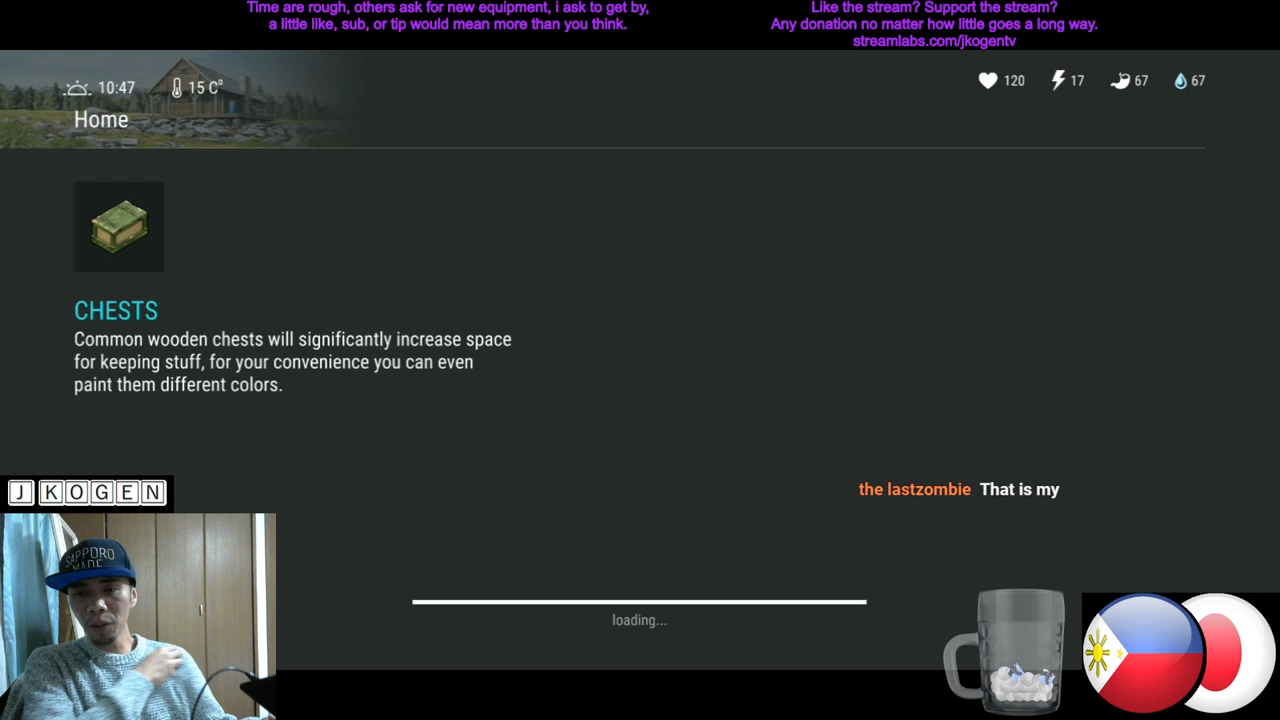 Time are rough, others ask for new equipment, i ask to get by,
a little like, sub, or tip would mean more than you think.
Like the stream? Support the stream?
Any donation no matter how little goes a long way.
streamlabs.com/jkogentv
10:47
15 C°
Home
120
17
67
67
CHESTS
Common wooden chests will significantly increase space
for keeping stuff, for your convenience you can even
paint them different colors.
the lastzombie That is my
J KOGEN
SAPPORO
MADE
loading...